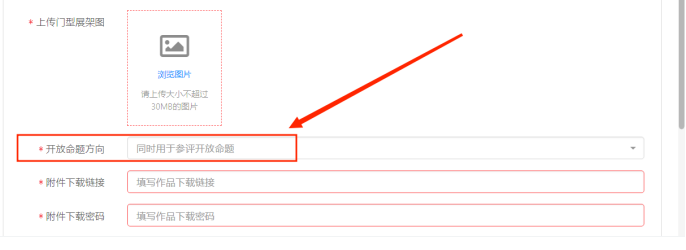 * 上传门型展架图
浏览图片
请上传大小不超过
30MB的图片
* 开放命题方向 同时用于参评开放命题
* 附件下载链接 填写作品下载链接
* 附件下载密码 填写作品下载密码